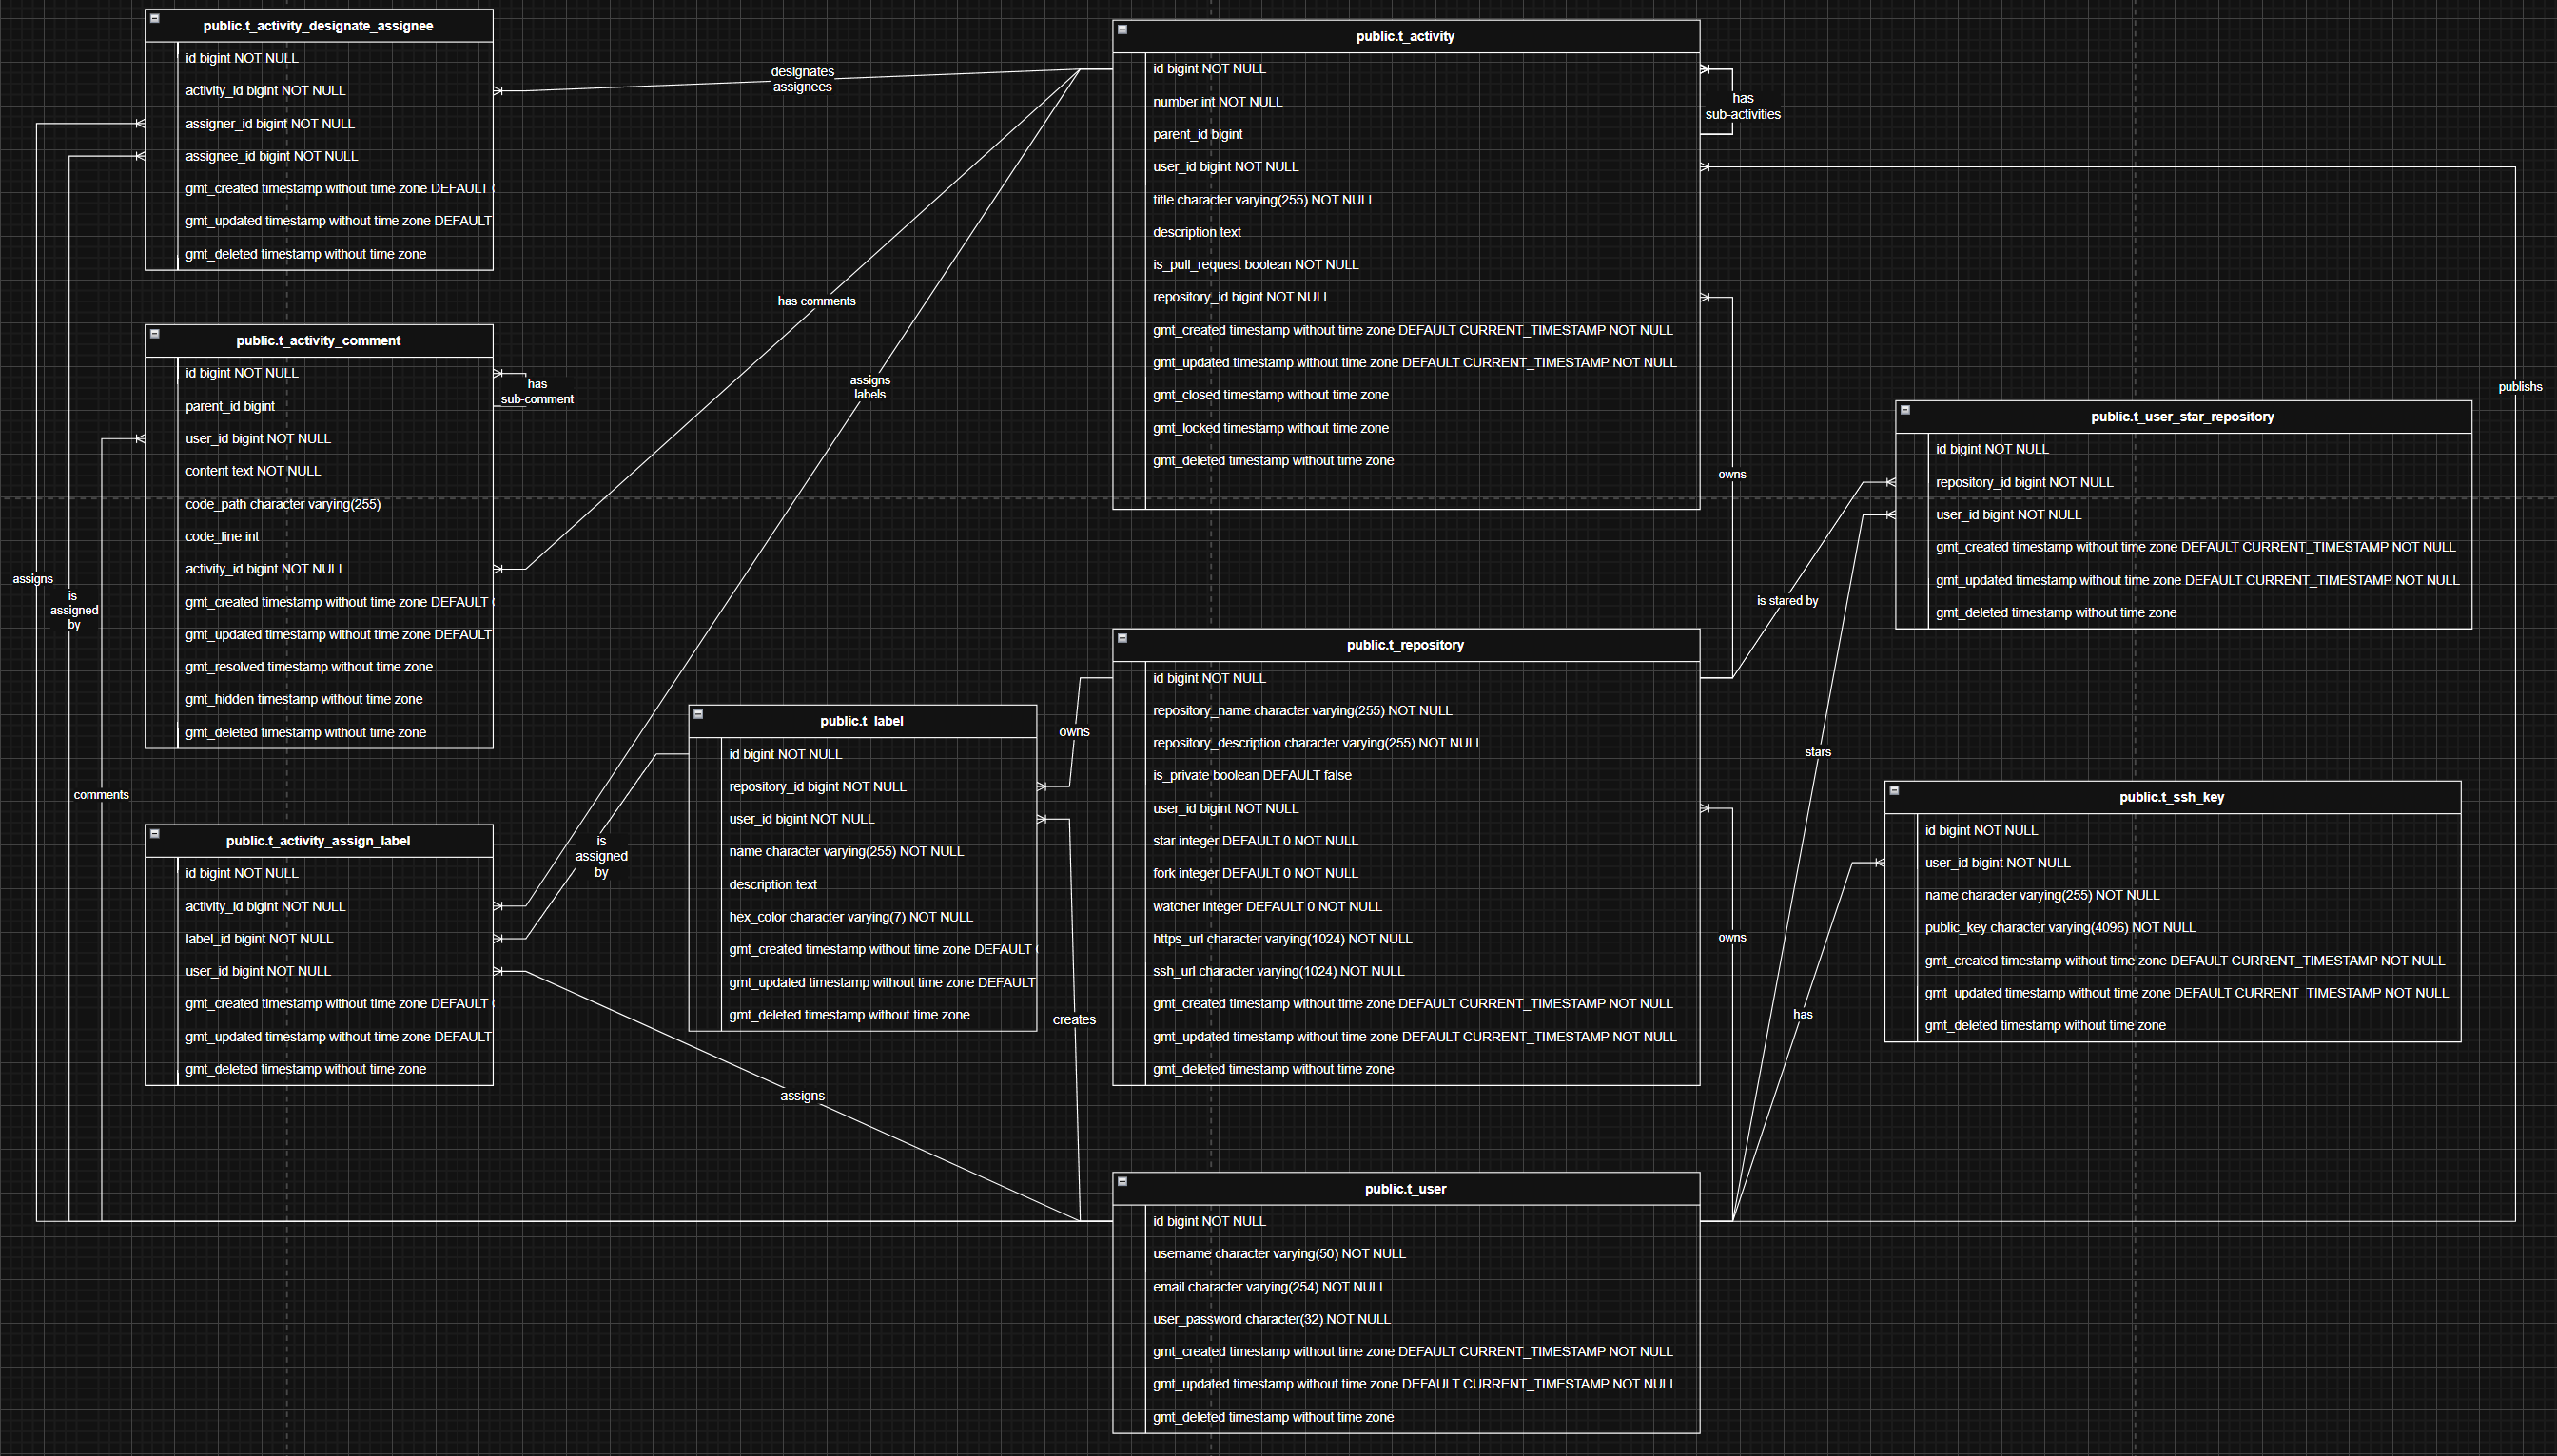 public.t_activity_designate_assignee
id bigint NOT NULL
activity_id bigint NOT NULL
assigner_id bigint NOT NULL
assignee_id bigint NOT NULL
gmt_created timestamp without time zone DEFAULT
gmt_updated timestamp without time zone DEFAULT
gmt_deleted timestamp without time zone
designates
assignees
public.t_activity
id bigint NOT NULL
number int NOT NULL
parent_id bigint
user_id bigint NOT NULL
title character varying(255) NOT NULL
description text
is_pull_request boolean NOT NULL
repository_id bigint NOT NULL
gmt_created timestamp without time zone DEFAULT CURRENT_TIMESTAMP NOT NULL
gmt_updated timestamp without time zone DEFAULT CURRENT_TIMESTAMP NOT NULL
gmt_closed timestamp without time zone
gmt_locked timestamp without time zone
gmt_deleted timestamp without time zone
has
sub-activities
has comments
assigns
labels
public.t_activity_comment
id bigint NOT NULL
parent_id bigint
user_id bigint NOT NULL
content text NOT NULL
code_path character varying(255)
code_line int
activity_id bigint NOT NULL
gmt_created timestamp without time zone DEFAULT
gmt_updated timestamp without time zone DEFAULT
gmt_resolved timestamp without time zone
gmt_hidden timestamp without time zone
gmt_deleted timestamp without time zone
has
sub-comment
publishs
owns
public.t_user_star_repository
id bigint NOT NULL
repository_id bigint NOT NULL
user_id bigint NOT NULL
gmt_created timestamp without time zone DEFAULT CURRENT_TIMESTAMP NOT NULL
gmt_updated timestamp without time zone DEFAULT CURRENT_TIMESTAMP NOT NULL
gmt_deleted timestamp without time zone
assigns
is
assigned
by
comments
is stared by
public.t_repository
id bigint NOT NULL
repository_name character varying(255) NOT NULL
repository_description character varying(255) NOT NULL
is_private boolean DEFAULT false
user_id bigint NOT NULL
star integer DEFAULT 0 NOT NULL
fork integer DEFAULT 0 NOT NULL
watcher integer DEFAULT 0 NOT NULL
https_url character varying(1024) NOT NULL
ssh_url character varying(1024) NOT NULL
gmt_created timestamp without time zone DEFAULT CURRENT_TIMESTAMP NOT NULL
gmt_updated timestamp without time zone DEFAULT CURRENT_TIMESTAMP NOT NULL
gmt_deleted timestamp without time zone
public.t_label
id bigint NOT NULL
repository_id bigint NOT NULL
user_id bigint NOT NULL
name character varying(255) NOT NULL
description text
hex_color character varying(7) NOT NULL
gmt_created timestamp without time zone DEFAULT
gmt_updated timestamp without time zone DEFAULT
gmt_deleted timestamp without time zone
owns
creates
is
assigned
by
public.t_activity_assign_label
id bigint NOT NULL
activity_id bigint NOT NULL
label_id bigint NOT NULL
user_id bigint NOT NULL
gmt_created timestamp without time zone DEFAULT
gmt_updated timestamp without time zone DEFAULT
gmt_deleted timestamp without time zone
assigns
stars
owns
has
public.t_ssh_key
id bigint NOT NULL
user_id bigint NOT NULL
name character varying(255) NOT NULL
public_key character varying(4096) NOT NULL
gmt_created timestamp without time zone DEFAULT CURRENT_TIMESTAMP NOT NULL
gmt_updated timestamp without time zone DEFAULT CURRENT_TIMESTAMP NOT NULL
gmt_deleted timestamp without time zone
public.t_user
id bigint NOT NULL
username character varying(50) NOT NULL
email character varying(254) NOT NULL
user_password character(32) NOT NULL
gmt_created timestamp without time zone DEFAULT CURRENT_TIMESTAMP NOT NULL
gmt_updated timestamp without time zone DEFAULT CURRENT_TIMESTAMP NOT NULL
gmt_deleted timestamp without time zone